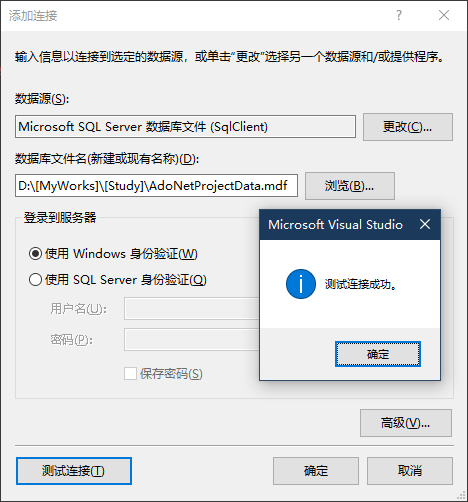 添加连接
输入信息以连接到选定的数据源，或单击“更改”选择另一个数据源和/或提供程序。
数据源(S):
Microsoft SQL Server 数据库文件 (SqlClient)
更改(C)...
数据库文件名(新建或现有名称)(D):
D:\[MyWorks]\[Study]\AdoNetProjectData.mdf
浏览(B)...
登录到服务器
使用 Windows 身份验证(W)
使用 SQL Server 身份验证(Q)
用户名(U):
密码(P):
保存密码(S)
Microsoft Visual Studio
测试连接成功。
确定
高级(V)...
测试连接(T)
确定
取消